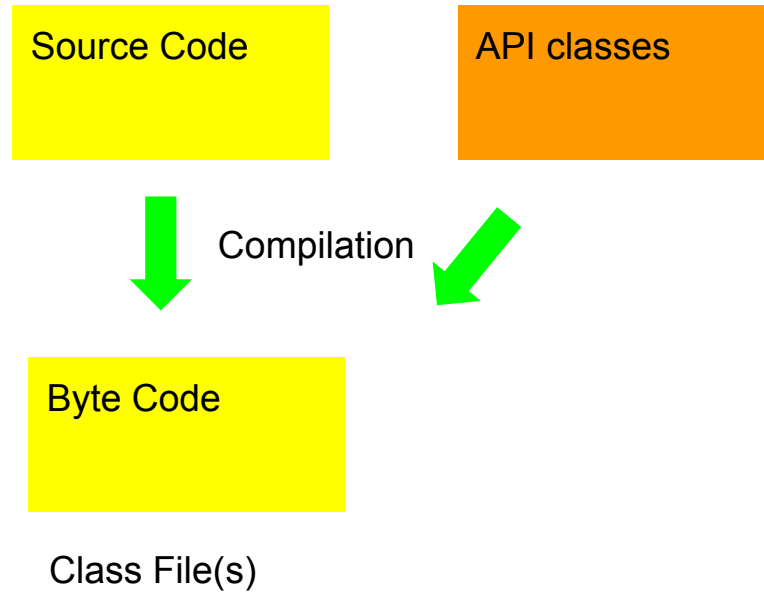 Source Code
API classes
Compilation
Byte Code
Class File(s)